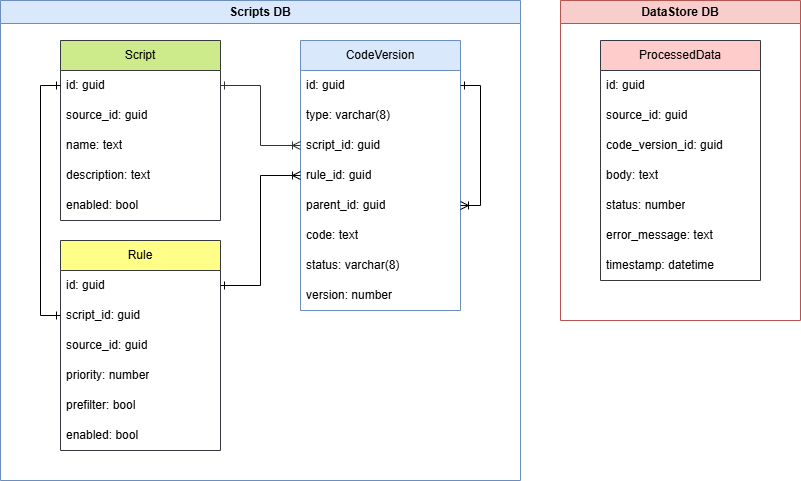 Scripts DB
Script
id: guid
source_id: guid
name: text
description: text
enabled: bool
Rule
id: guid
script_id: guid
source_id: guid
priority: number
prefilter: bool
enabled: bool
CodeVersion
id: guid
type: varchar(8)
script_id: guid
rule_id: guid
parent_id: guid
code: text
status: varchar(8)
version: number
DataStore DB
ProcessedData
id: guid
source_id: guid
code_version_id: guid
body: text
status: number
error_message: text
timestamp: datetime